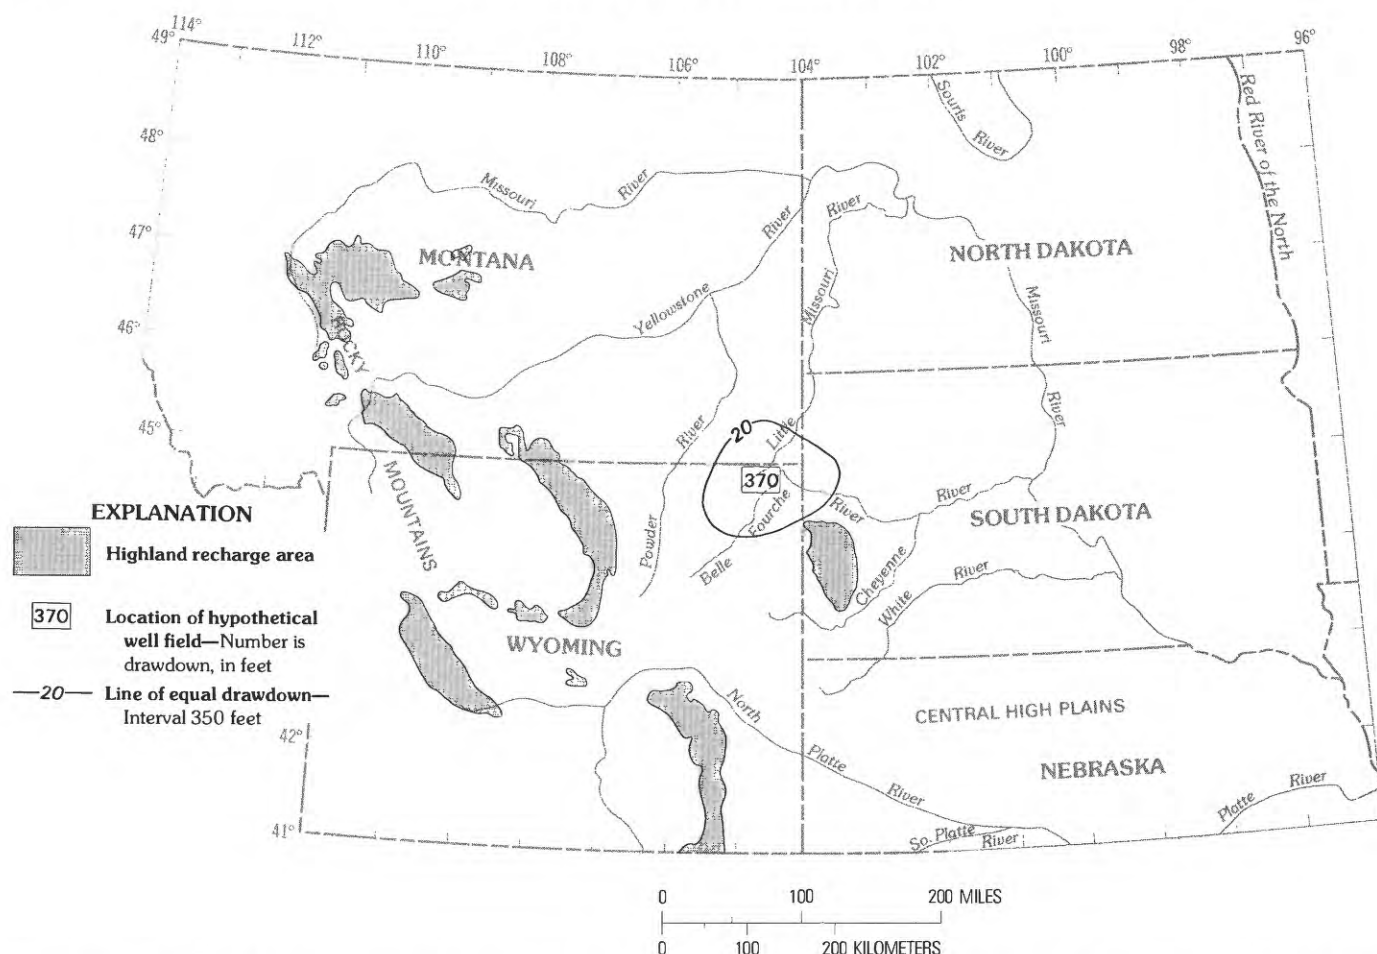 114°
49°
112°
110°
108°
106°
104°
102°
100°
98°
96°
48°
47°
46°
45°
42°
41°
Souris
River
Red River of the North
Missouri
River
River
River
MONTANA
NORTH DAKOTA
Missouri
Missouri
Yellowstone
ROCKY
River
20
Little
River
370
MOUNTAINS
Fourche
River
River
SOUTH DAKOTA
Powder
Belle
Cheyenne
River
White
WYOMING
North
CENTRAL HIGH PLAINS
Platte
River
NEBRASKA
Platte
River
So. Platte
River
EXPLANATION
Highland recharge area
370
Location of hypothetical
well field—Number is
drawdown, in feet
—20— Line of equal drawdown—
Interval 350 feet
0 100 200 MILES
0 100 200 KILOMETERS